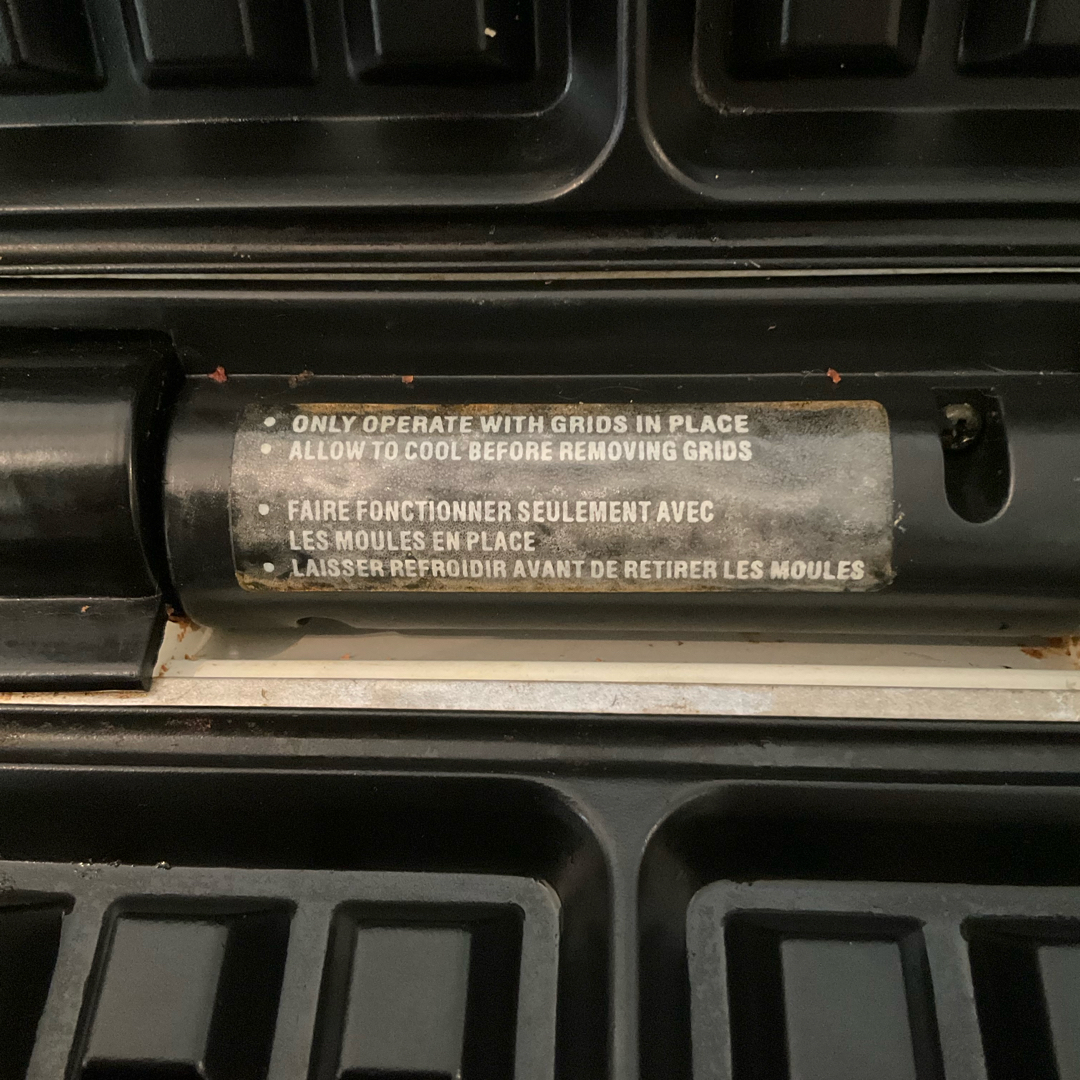 • ONLY OPERATE WITH GRIDS IN PLACE
• ALLOW TO COOL BEFORE REMOVING GRIDS
• FAIRE FONCTIONNER SEULEMENT AVEC
LES MOULES EN PLACE
• LAISSER REFROIDIR AVANT DE RETIRER LES MOULES